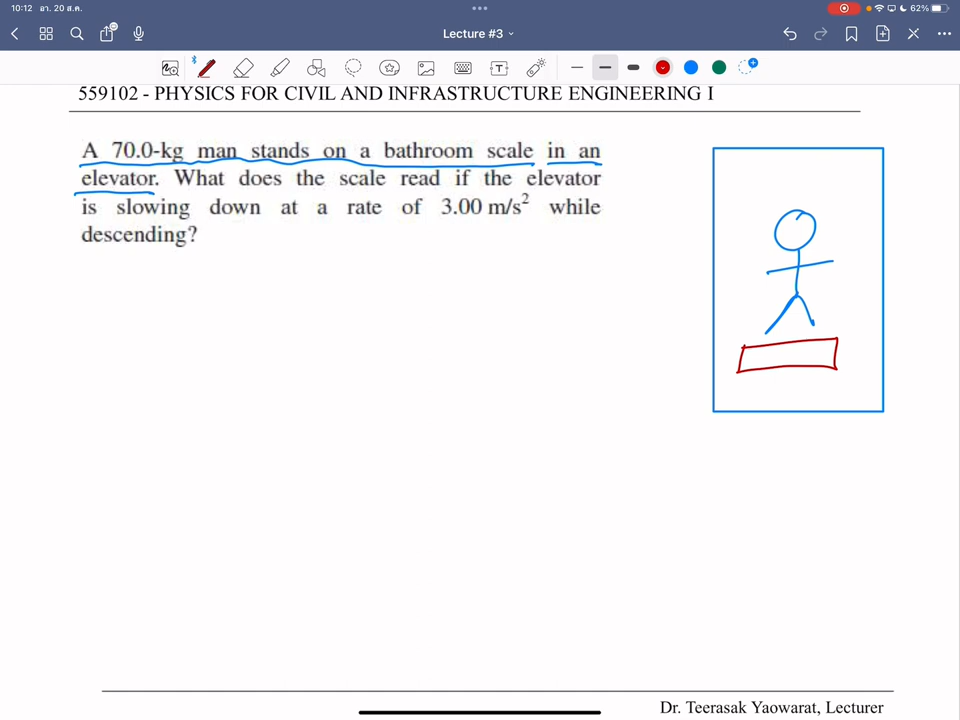 10:12 อา. 20 ส.ค.
62%
Lecture #3
559102 - PHYSICS FOR CIVIL AND INFRASTRUCTURE ENGINEERING I
A 70.0-kg man stands on a bathroom scale in an
elevator. What does the scale read if the elevator
is slowing down at a rate of 3.00 m/s² while
descending?
Dr. Teerasak Yaowarat, Lecturer